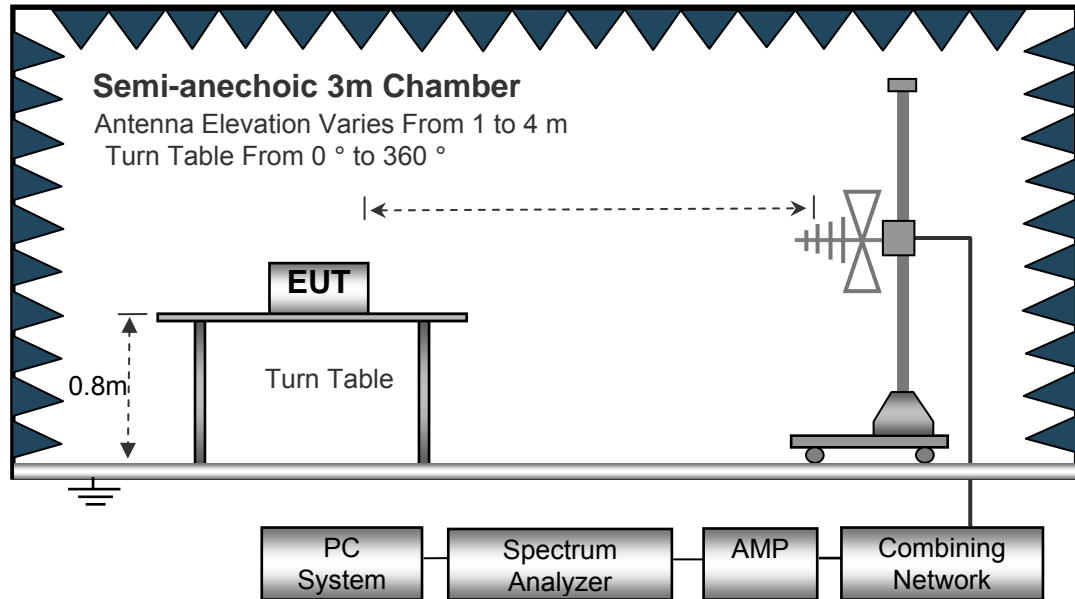 Semi-anechoic 3m Chamber
Antenna Elevation Varies From 1 to 4 m
Turn Table From 0 ° to 360 °
EUT
0.8m
Turn Table
PC
System
Spectrum
Analyzer
AMP
Combining
Network